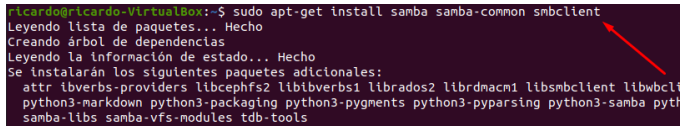 ricardo@ricardo-VirtualBox:~$ sudo apt-get install samba samba-common smbclient
Leyendo lista de paquetes... Hecho
Creando árbol de dependencias
Leyendo la información de estado... Hecho
Se instalarán los siguientes paquetes adicionales:
attr ibverbs-providers libcephfs2 libibverbs1 librados2 librdmacm1 libsmbclient libwbcli
python3-markdown python3-packaging python3-pygments python3-pyparsing python3-samba pyth
samba-libs samba-vfs-modules tdb-tools